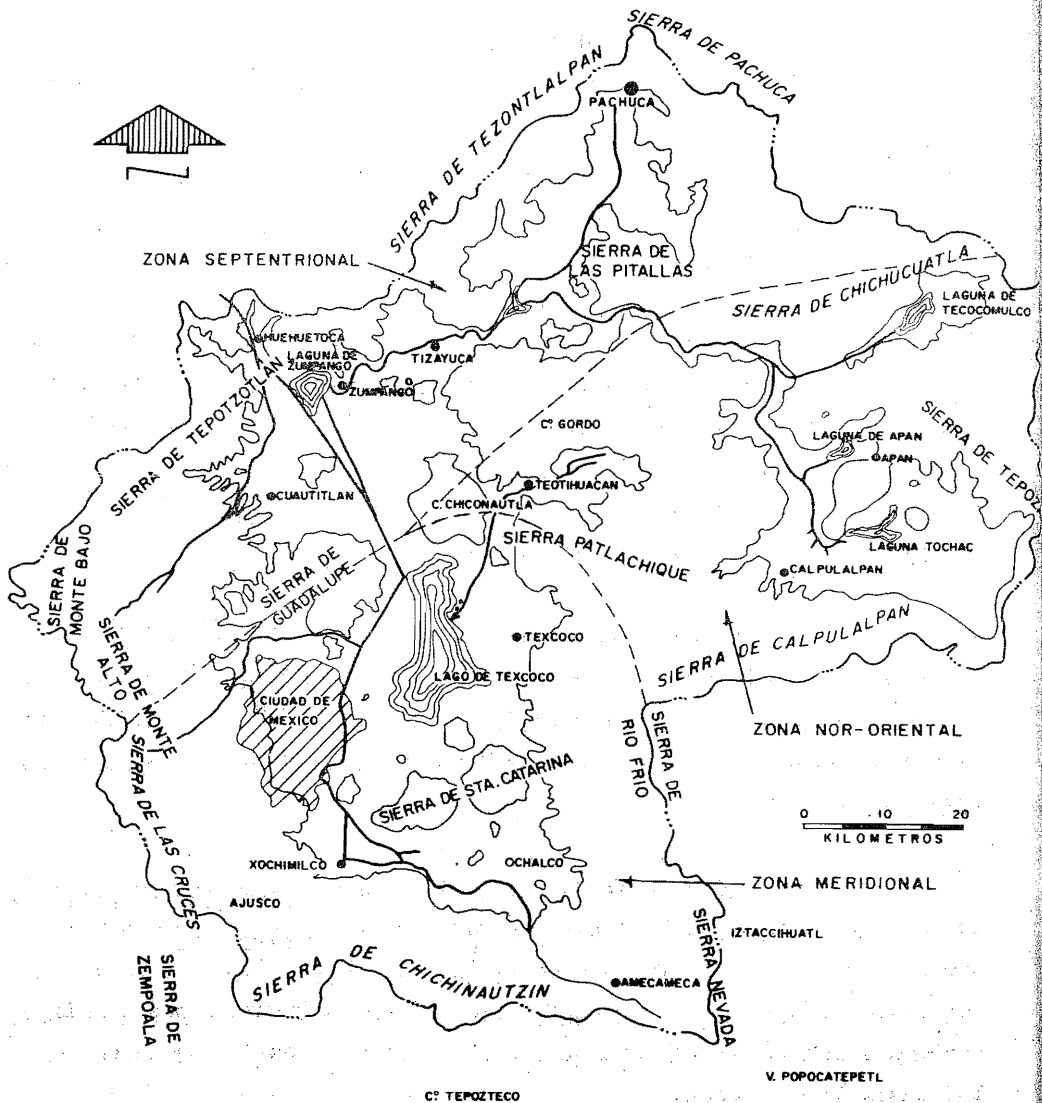 SIERRA DE PACHUCA
PACHUCA
SIERRA DE TEZONTLALPAN
SIERRA DE
LAS PITALLAS
ZONA SEPTENTRIONAL
SIERRA DE CHICHUCUATLA
LAGUNA DE
TECOCOMULCO
HUEHUETOCA
LAGUNA DE
ZUMPANGO
TIZAYUCA
ZUMPANGO
SIERRA DE TEPOTZOTLAN
Cº GORDO
SIERRA DE TEPOZ
LAGUNA DE APAN
APAN
CUAUTITLAN
TEOTIHUACAN
C. CHICONAUTLA
SIERRA PATLACHIQUE
LAGUNA TOCHAC
CALPULALPAN
SIERRA DE
MONTE BAJO
SIERRA DE
GUADALUPE
TEXCOCO
SIERRA DE CALPULALPAN
SIERRA DE MONTE
ALTO
LAGO DE TEXCOCO
CIUDAD DE
MEXICO
SIERRA DE
RIO FRIO
ZONA NOR-ORIENTAL
SIERRA DE LAS CRUCES
SIERRA DE STA. CATARINA
0 10 20
KILOMETROS
XOCHIMILCO
OCHALCO
ZONA MERIDIONAL
AJUSCO
IZTACCIHUATL
SIERRA DE
ZEMPOALA
SIERRA DE CHICHINAUTZIN
AMECAMECA
SIERRA NEVADA
V. POPOCATEPETL
Cº TEPOZTECO